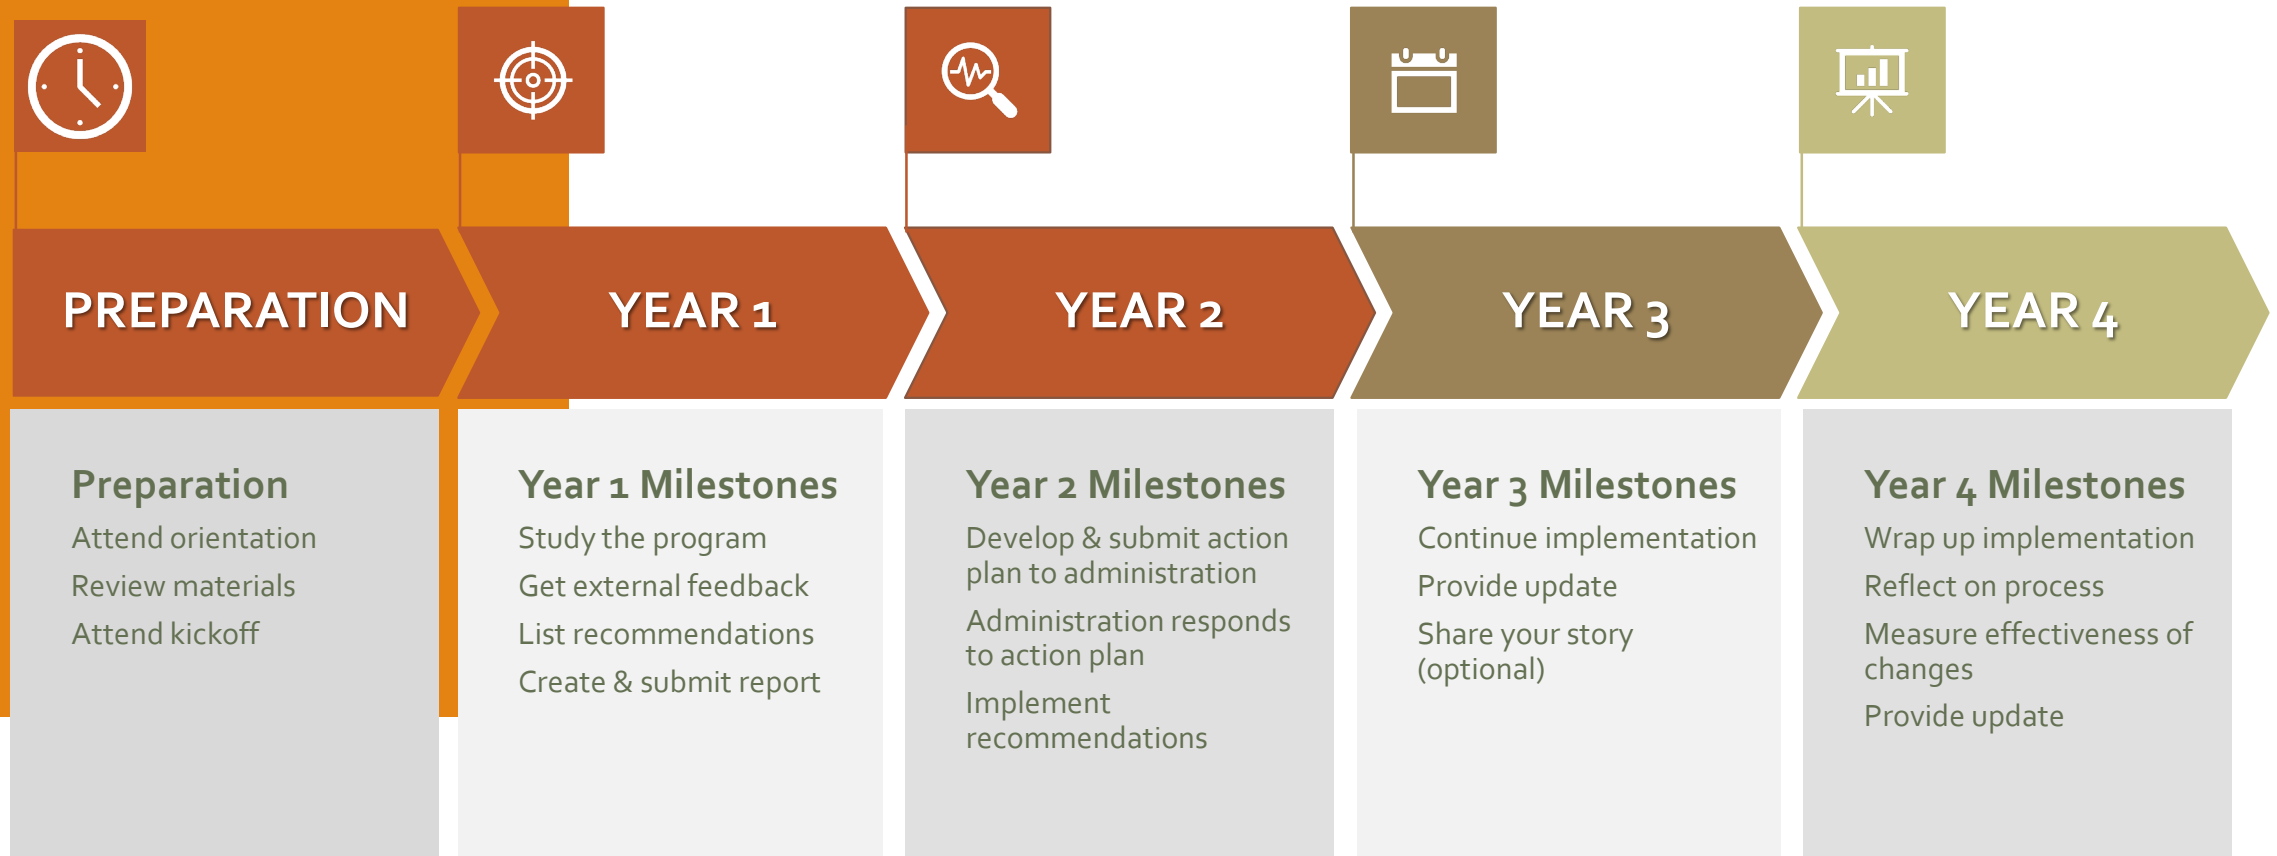 PREPARATION
YEAR 1
YEAR 2
YEAR 3
YEAR 4
Preparation
Attend orientation
Review materials
Attend kickoff
Year 1 Milestones
Study the program
Get external feedback
List recommendations
Create & submit report
Year 2 Milestones
Develop & submit action
plan to administration
Administration responds
to action plan
Implement
recommendations
Year 3 Milestones
Continue implementation
Provide update
Share your story
(optional)
Year 4 Milestones
Wrap up implementation
Reflect on process
Measure effectiveness of
changes
Provide update